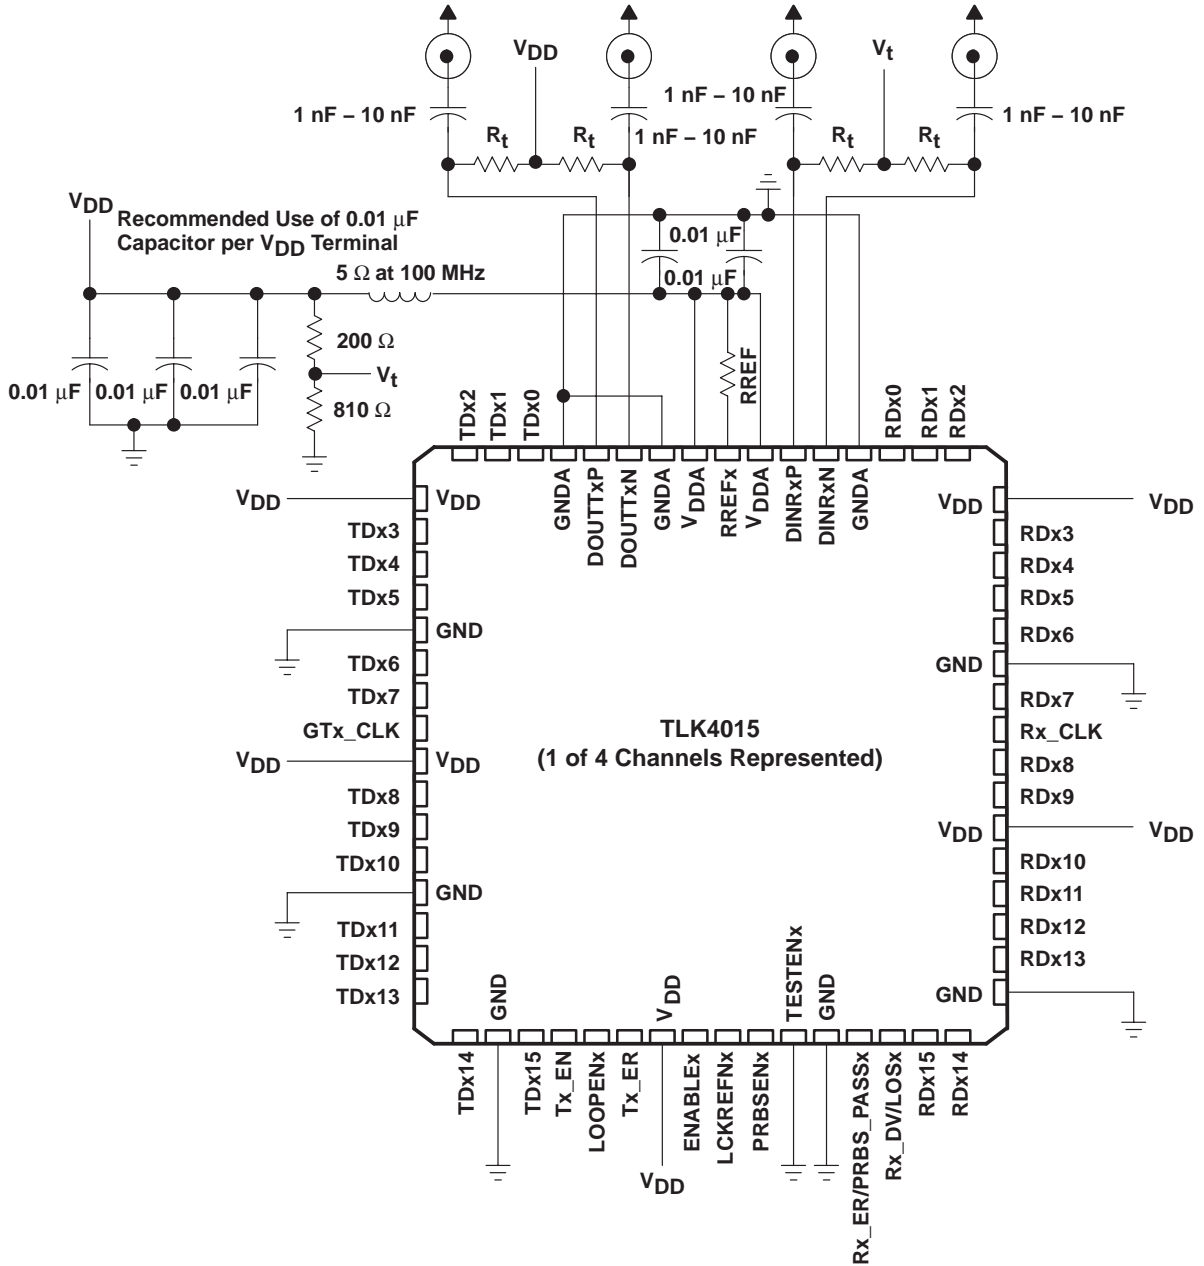 VDD
Vt
1 nF – 10 nF
1 nF – 10 nF
1 nF – 10 nF
1 nF – 10 nF
Rt
Rt
Rt
Rt
VDD
Recommended Use of 0.01 µF
Capacitor per VDD Terminal
0.01 µF
0.01 µF
5 Ω at 100 MHz
200 Ω
Vt
810 Ω
0.01 µF
0.01 µF
0.01 µF
RREF
TDx2
TDx1
TDx0
RDx0
RDx1
RDx2
GNDA
DOUTTxP
DOUTTxN
GNDA
VDDA
RREFx
VDDA
DINRxP
DINRxN
GNDA
VDD
VDD
TDx3
TDx4
TDx5
GND
TDx6
TDx7
GTx_CLK
VDD
VDD
TDx8
TDx9
TDx10
GND
TDx11
TDx12
TDx13
TLK4015
(1 of 4 Channels Represented)
VDD
VDD
RDx3
RDx4
RDx5
RDx6
GND
RDx7
Rx_CLK
RDx8
RDx9
VDD
VDD
RDx10
RDx11
RDx12
RDx13
GND
GND
VDD
TESTENx
GND
TDx14
TDx15
Tx_EN
LOOPENx
Tx_ER
VDD
ENABLEx
LCKREFNx
PRBSENx
Rx_ER/PRBS_PASSx
Rx_DV/LOSx
RDx15
RDx14